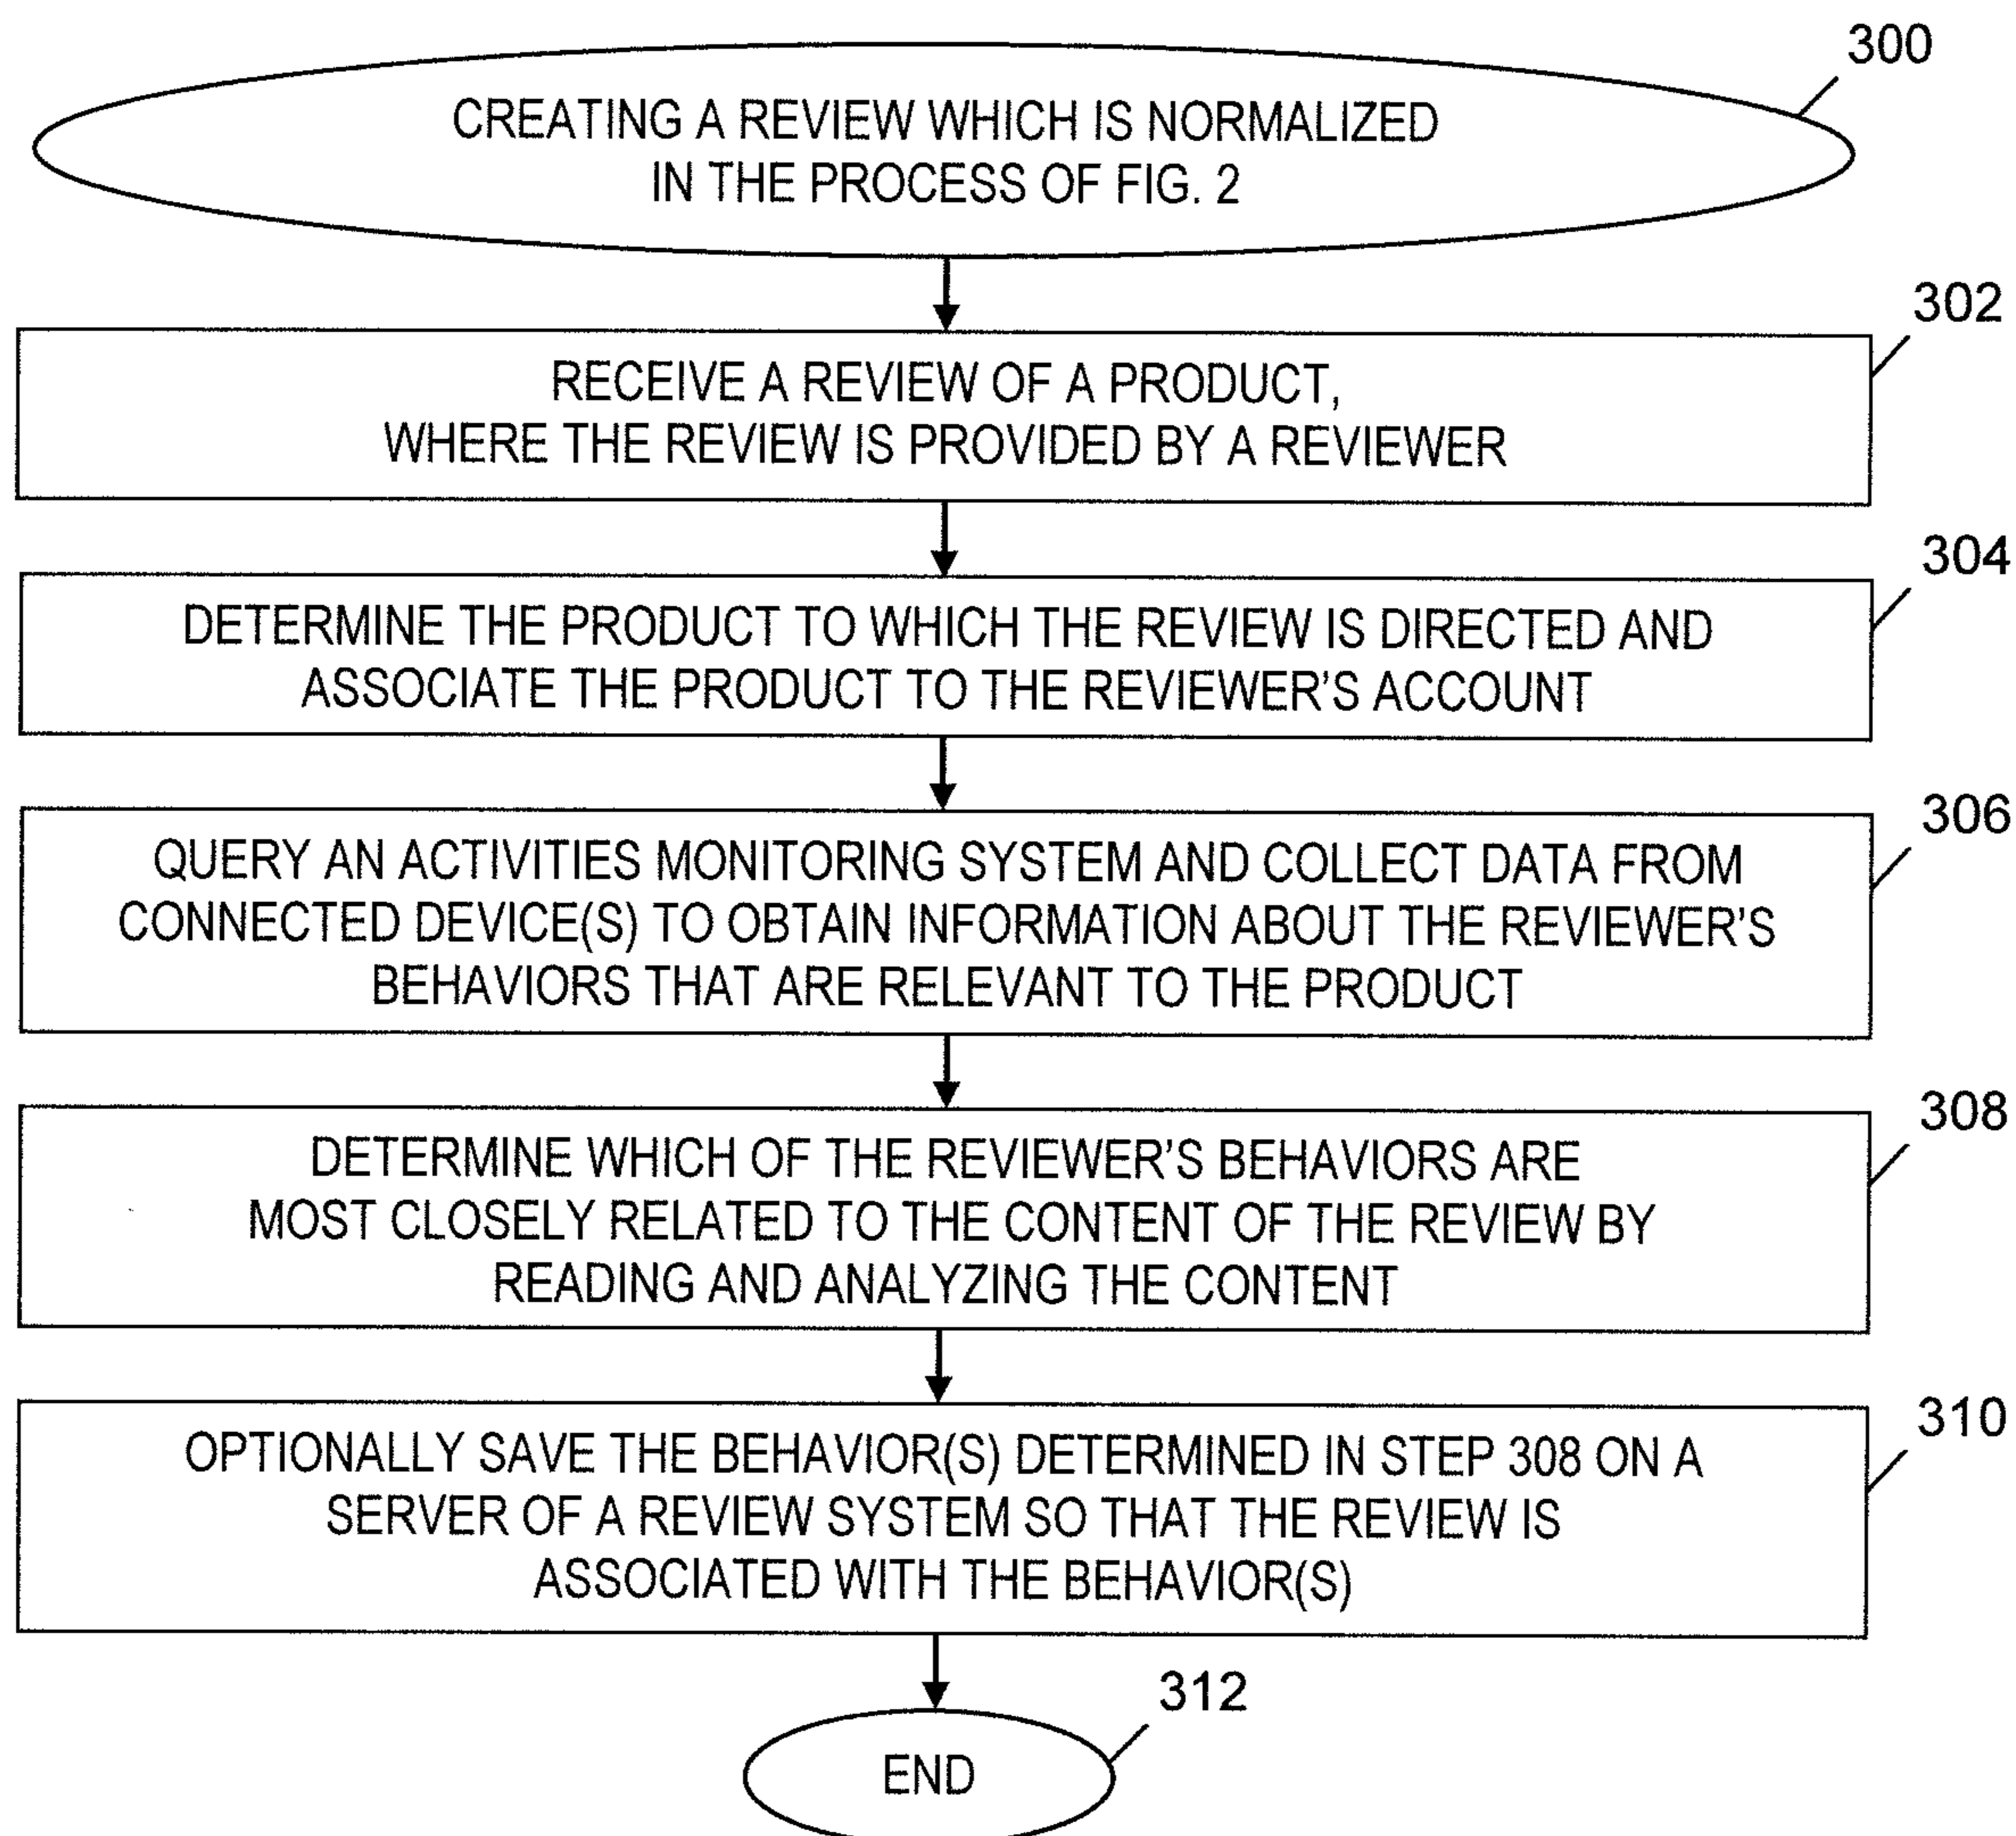 300
CREATING A REVIEW WHICH IS NORMALIZED
IN THE PROCESS OF FIG. 2
302
RECEIVE A REVIEW OF A PRODUCT,
WHERE THE REVIEW IS PROVIDED BY A REVIEWER
304
DETERMINE THE PRODUCT TO WHICH THE REVIEW IS DIRECTED AND
ASSOCIATE THE PRODUCT TO THE REVIEWER'S ACCOUNT
306
QUERY AN ACTIVITIES MONITORING SYSTEM AND COLLECT DATA FROM
CONNECTED DEVICE(S) TO OBTAIN INFORMATION ABOUT THE REVIEWER'S
BEHAVIORS THAT ARE RELEVANT TO THE PRODUCT
308
DETERMINE WHICH OF THE REVIEWER'S BEHAVIORS ARE
MOST CLOSELY RELATED TO THE CONTENT OF THE REVIEW BY
READING AND ANALYZING THE CONTENT
310
OPTIONALLY SAVE THE BEHAVIOR(S) DETERMINED IN STEP 308 ON A
SERVER OF A REVIEW SYSTEM SO THAT THE REVIEW IS
ASSOCIATED WITH THE BEHAVIOR(S)
312
END